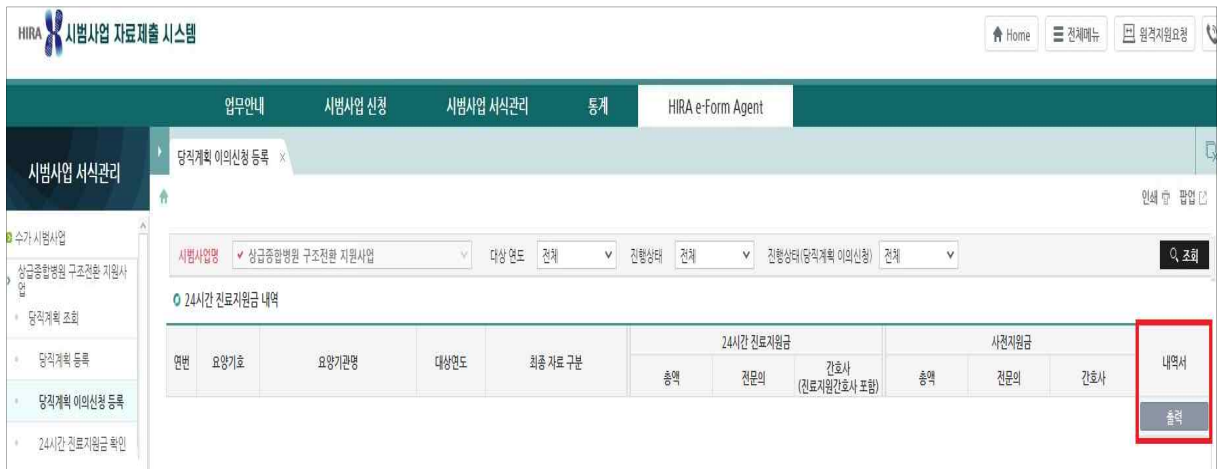 HIRA 시범사업 자료제출 시스템
Home 전체메뉴 원격지원요청
업무안내 시범사업 신청 시범사업 서식관리 통계 HIRA e-Form Agent
시범사업 서식관리
당직계획 이의신청 등록 ×
인쇄 팝업
수가 시범사업
상급종합병원 구조전환 지원사
업
당직계획 조회
당직계획 등록
당직계획 이의신청 등록
24시간 진료지원금 확인
시범사업명 상급종합병원 구조전환 지원사업 대상 연도 전체 진행상태 전체 진행상태(당직계획 이의신청) 전체 조회
24시간 진료지원금 내역
연번 요양기호 요양기관명 대상연도 최종 자료 구분 24시간 진료지원금 사전지원금 내역서
총액 전문의 간호사
(진료지원간호사 포함) 총액 전문의 간호사
출력